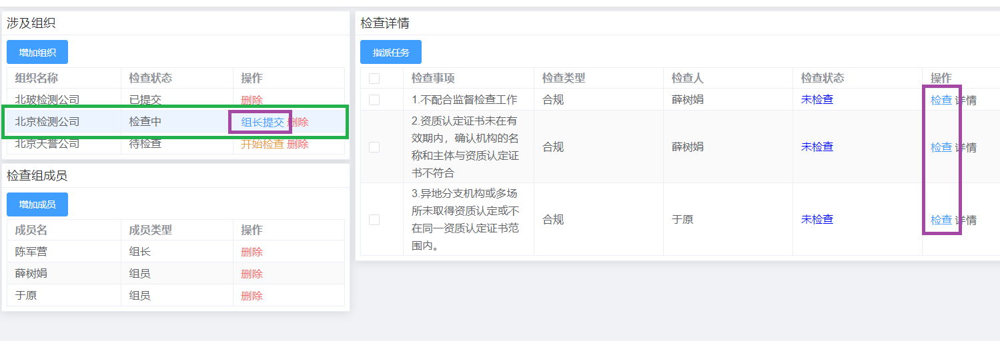 涉及组织
增加组织
组织名称 检查状态 操作
北玻检测公司 已提交 删除
北京检测公司 检查中 组长提交 删除
北京天誉公司 待检查 开始检查 删除
检查组成员
增加成员
成员名 成员类型 操作
陈军营 组长 删除
薛树娟 组员 删除
于原 组员 删除
检查详情
指派任务
检查事项 检查类型 检查人 检查状态 操作
1.不配合监督检查工作 合规 薛树娟 未检查 检查 详情
2.资质认定证书未在有
效期内，确认机构的名
称和主体与资质认定证
书不符合
合规 薛树娟 未检查 检查 详情
3.异地分支机构或多场
所未取得资质认定或不
在同一资质认定证书范
围内。
合规 于原 未检查 检查 详情